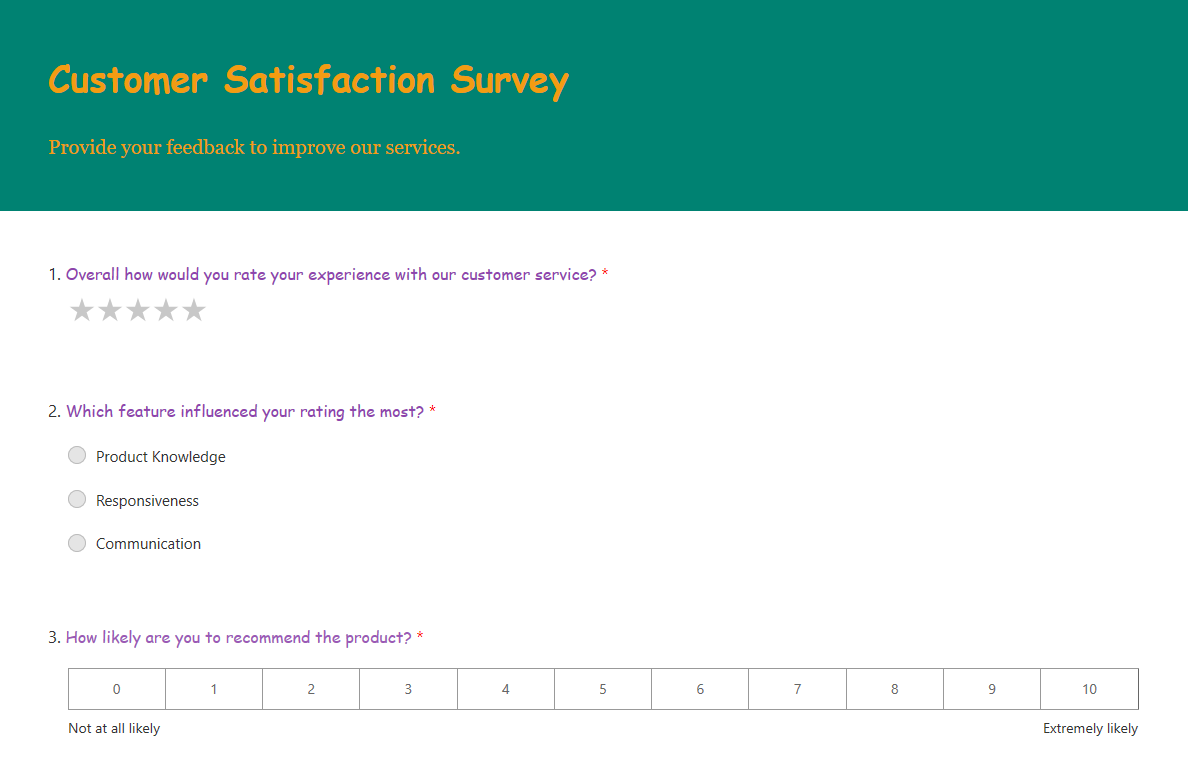 Customer Satisfaction Survey
Provide your feedback to improve our services.
1. Overall how would you rate your experience with our customer service? *
2. Which feature influenced your rating the most? *
Product Knowledge
Responsiveness
Communication
3. How likely are you to recommend the product? *
0 1 2 3 4 5 6 7 8 9 10
Not at all likely Extremely likely